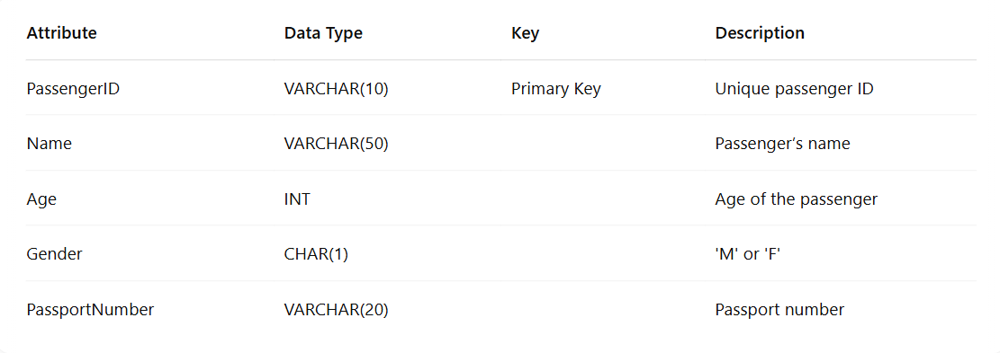 Attribute Data Type Key Description
PassengerID VARCHAR(10) Primary Key Unique passenger ID
Name VARCHAR(50) Passenger's name
Age INT Age of the passenger
Gender CHAR(1) 'M' or 'F'
PassportNumber VARCHAR(20) Passport number